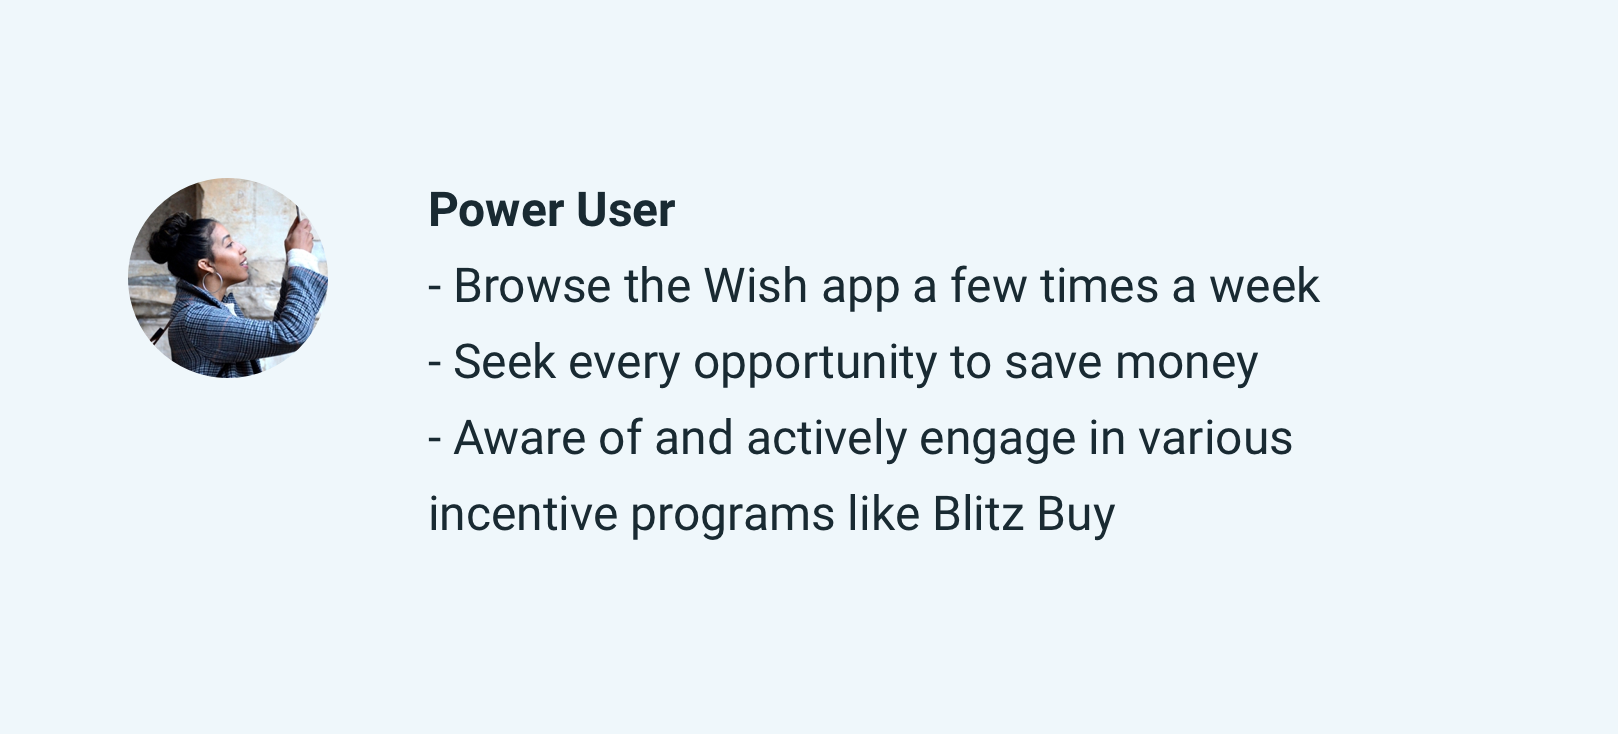 Power User
- Browse the Wish app a few times a week
- Seek every opportunity to save money
- Aware of and actively engage in various
incentive programs like Blitz Buy